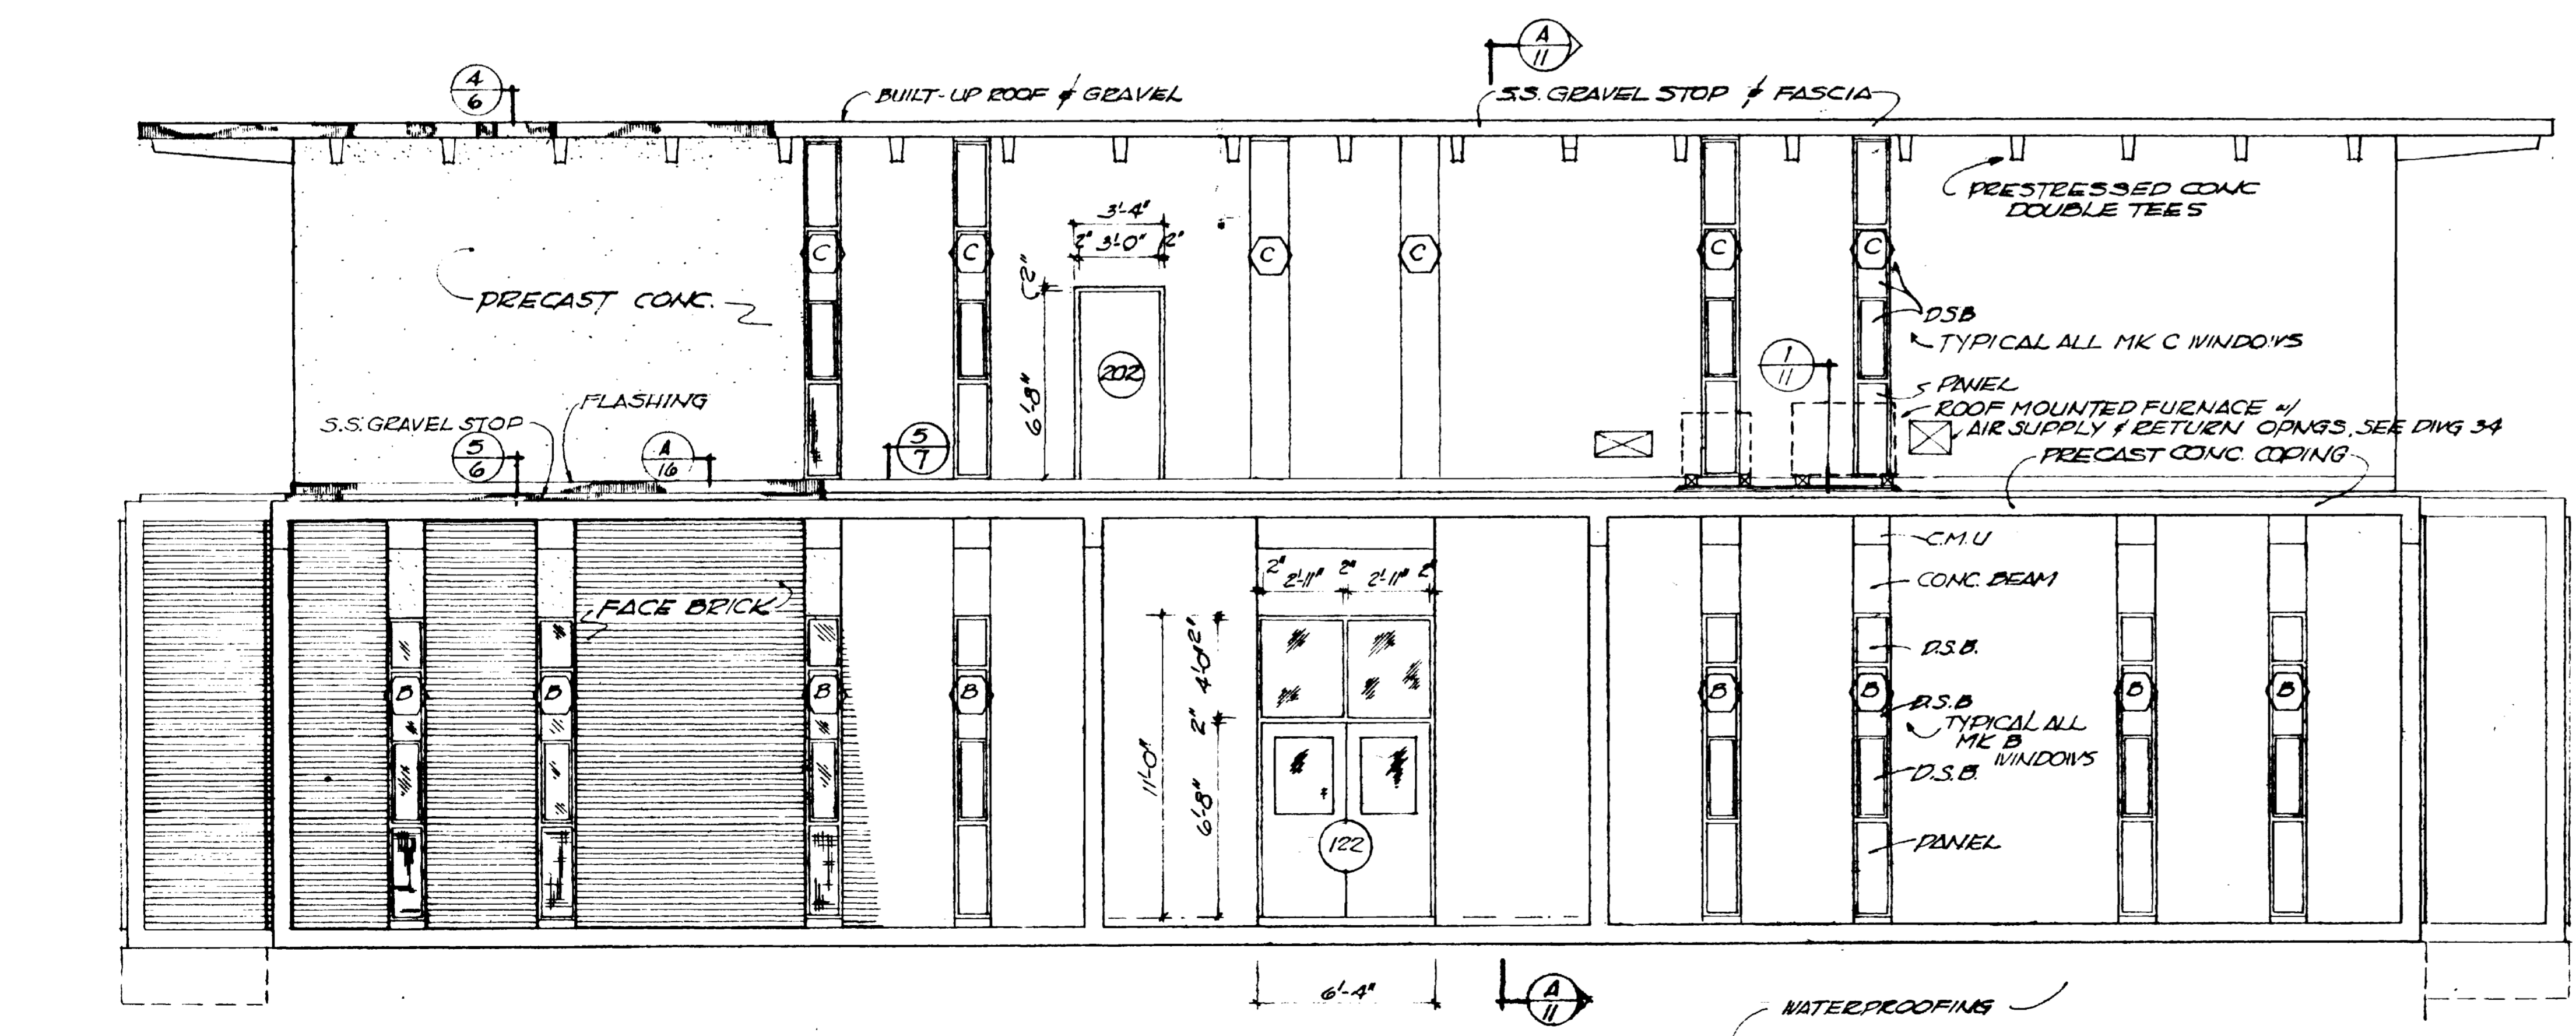 A
11
4
6
BUILT-UP ROOF & GRAVEL
S.S. GRAVEL STOP & FASCIA
PRESTRESSED CONC
DOUBLE TEES
3'-4"
2" 3'-0" 2"
C
C
C
C
C
C
2"
PRECAST CONC.
DSB
TYPICAL ALL MK C WINDOWS
1
11
202
6'-8"
PANEL
ROOF MOUNTED FURNACE w/
AIR SUPPLY & RETURN OPNGS, SEE DWG 34
FLASHING
S.S. GRAVEL STOP
5
6
A
16
5
7
PRECAST CONC. COPING
C.M.U
CONC. BEAM
2" 2'-11" 2" 2'-11" 2"
FACE BRICK
D.S.B.
4'-0" 2"
B
B
B
B
B
B
B
B
D.S.B
TYPICAL ALL
MK B
WINDOWS
2"
11'-0"
6'-8"
D.S.B.
122
PANEL
6'-4"
A
11
WATERPROOFING